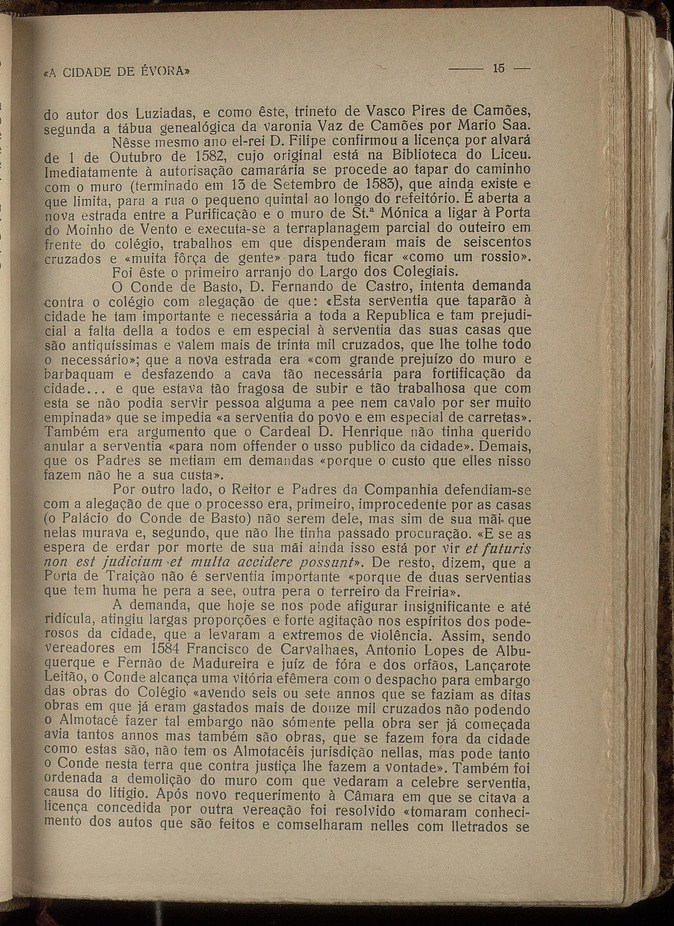 «A CIDADE DE ÉVORA» 15
do autor dos Luziadas, e como êste, trineto de Vasco Pires de Camões,
segunda a tábua genealógica da varonia Vaz de Camões por Mario Saa.
Nêsse mesmo ano el-rei D. Filipe confirmou a licença por alvará
de 1 de Outubro de 1582, cujo original está na Biblioteca do Liceu.
Imediatamente à autorisação camarária se procede ao tapar do caminho
com o muro (terminado em 13 de Setembro de 1583), que ainda existe e
que limita, para a rua o pequeno quintal ao longo do refeitório. É aberta a
nova estrada entre a Purificação e o muro de St.ª Mónica a ligar à Porta
do Moinho de Vento e executa-se a terraplanagem parcial do outeiro em
frente do colégio, trabalhos em que dispenderam mais de seiscentos
cruzados e «muita fôrça de gente» para tudo ficar «como um rossio».
Foi êste o primeiro arranjo do Largo dos Colegiais.
O Conde de Basto, D. Fernando de Castro, intenta demanda
contra o colégio com alegação de que: «Esta serventia que taparão à
cidade he tam importante e necessária a toda a Republica e tam prejudi-
cial a falta della a todos e em especial à serventia das suas casas que
são antiquíssimas e valem mais de trinta mil cruzados, que lhe tolhe todo
o necessário»; que a nova estrada era «com grande prejuízo do muro e
barbaquam e desfazendo a cava tão necessária para fortificação da
cidade... e que estava tão fragosa de subir e tão trabalhosa que com
esta se não podia servir pessoa alguma a pee nem cavalo por ser muito
empinada» que se impedia «a serventia do povo e em especial de carretas».
Também era argumento que o Cardeal D. Henrique não tinha querido
anular a serventia «para nom offender o usso publico da cidade». Demais,
que os Padres se metiam em demandas «porque o custo que elles nisso
fazem não he a sua custa».
Por outro lado, o Reitor e Padres da Companhia defendiam-se
com a alegação de que o processo era, primeiro, improcedente por as casas
(o Palácio do Conde de Basto) não serem dele, mas sim de sua mãi que
nelas murava e, segundo, que não lhe tinha passado procuração. «E se as
espera de erdar por morte de sua mãi ainda isso está por vir et futuris
non est judicium et multa accidere possunt». De resto, dizem, que a
Porta de Traição não é serventia importante «porque de duas serventias
que tem huma he pera a see, outra pera o terreiro da Freiria».
A demanda, que hoje se nos pode afigurar insignificante e até
ridícula, atingiu largas proporções e forte agitação nos espíritos dos pode-
rosos da cidade, que a levaram a extremos de violência. Assim, sendo
vereadores em 1584 Francisco de Carvalhaes, Antonio Lopes de Albu-
querque e Fernão de Madureira e juíz de fóra e dos orfãos, Lançarote
Leitão, o Conde alcança uma vitória efêmera com o despacho para embargo
das obras do Colégio «avendo seis ou sete annos que se faziam as ditas
obras em que já eram gastados mais de douze mil cruzados não podendo
o Almotacé fazer tal embargo não sómente pella obra ser já começada
avia tantos annos mas também são obras, que se fazem fora da cidade
como estas são, não tem os Almotacéis jurisdição nellas, mas pode tanto
o Conde nesta terra que contra justiça lhe fazem a vontade». Também foi
ordenada a demolição do muro com que vedaram a celebre serventia,
causa do litigio. Após novo requerimento à Câmara em que se citava a
licença concedida por outra vereação foi resolvido «tomaram conheci-
mento dos autos que são feitos e comselharam nelles com lletrados se